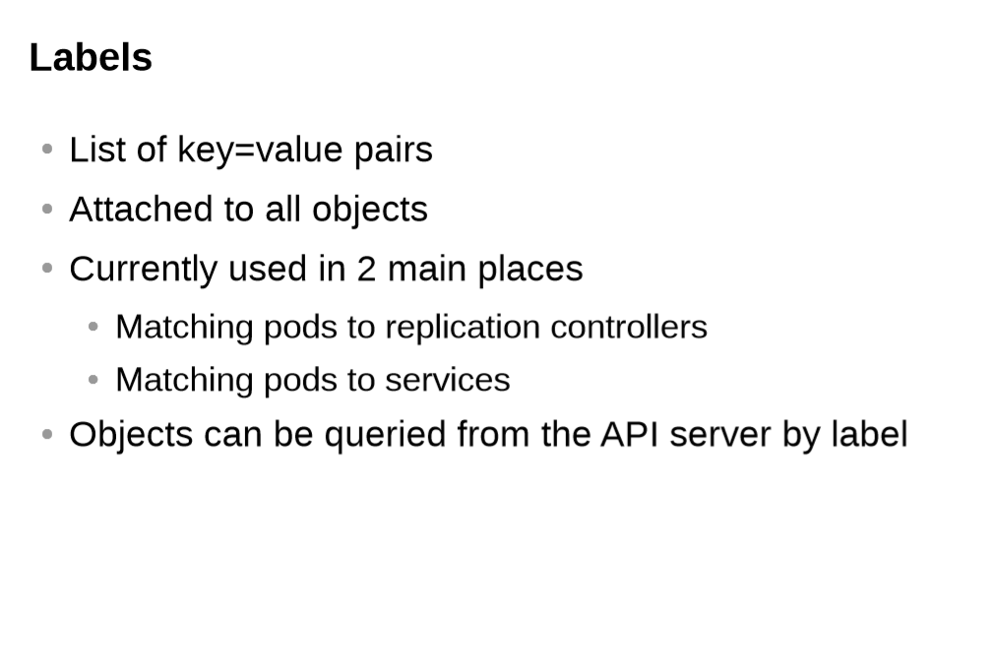 Labels
List of key=value pairs
Attached to all objects
Currently used in 2 main places
Matching pods to replication controllers
Matching pods to services
Objects can be queried from the API server by label